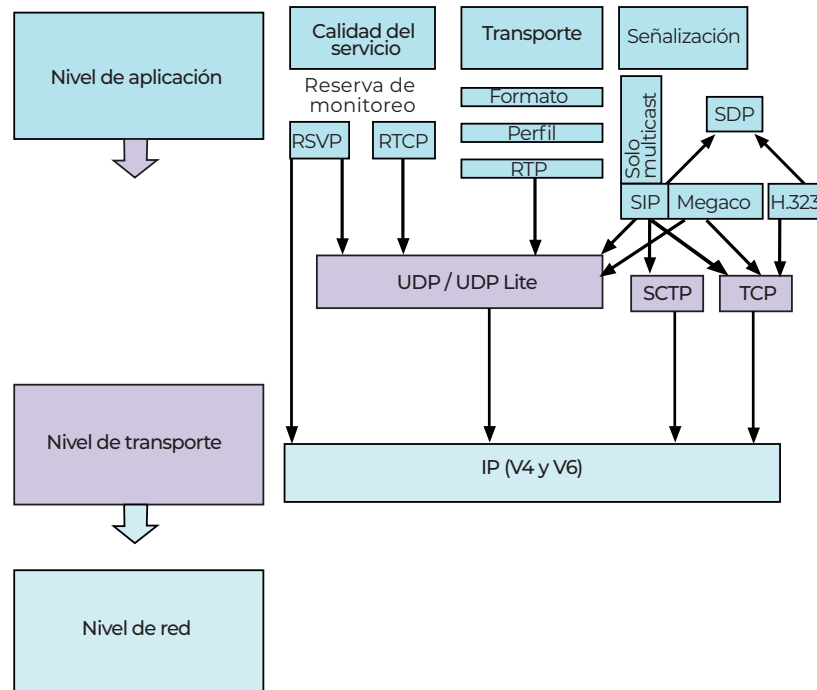 Nivel de aplicación
Calidad del
servicio
Transporte
Señalización
Reserva de
monitoreo
Formato
Perfil
RTP
RSVP
RTCP
Solo
multicast
SDP
SIP
Megaco
H.323
UDP / UDP Lite
SCTP
TCP
Nivel de transporte
IP (V4 y V6)
Nivel de red